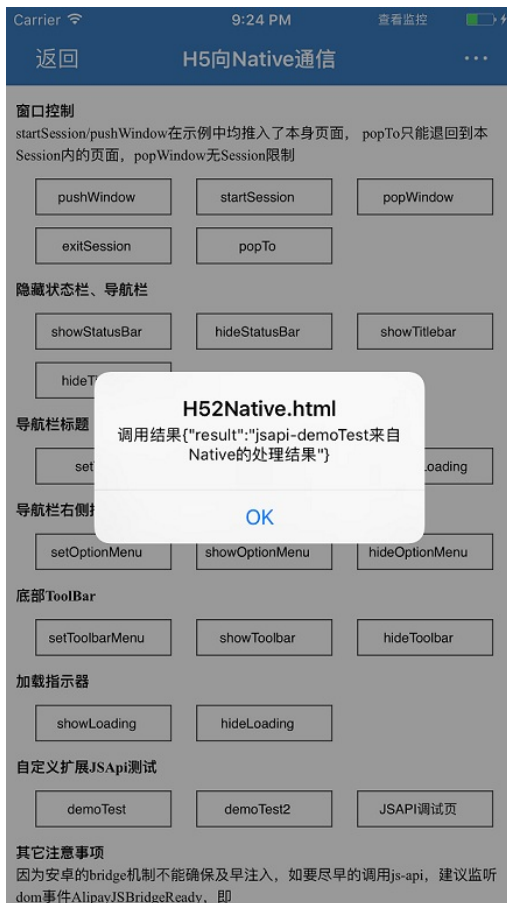 Carrier 9:24 PM 查看监控
返回 H5向Native通信 ...
窗口控制
startSession/pushWindow在示例中均推入了本身页面， popTo只能退回到本
Session内的页面，popWindow无Session限制
pushWindow startSession popWindow
exitSession popTo
隐藏状态栏、导航栏
showStatusBar hideStatusBar showTitlebar
hideTi
H52Native.html
调用结果{"result":"jsapi-demoTest来自
Native的处理结果"}
OK
导航栏标题
set oading
导航栏右侧
setOptionMenu showOptionMenu hideOptionMenu
底部ToolBar
setToolbarMenu showToolbar hideToolbar
加载指示器
showLoading hideLoading
自定义扩展JSApi测试
demoTest demoTest2 JSAPI调试页
其它注意事项
因为安卓的bridge机制不能确保及早注入，如要尽早的调用js-api，建议监听
dom事件AlipayJSBridgeReady，即